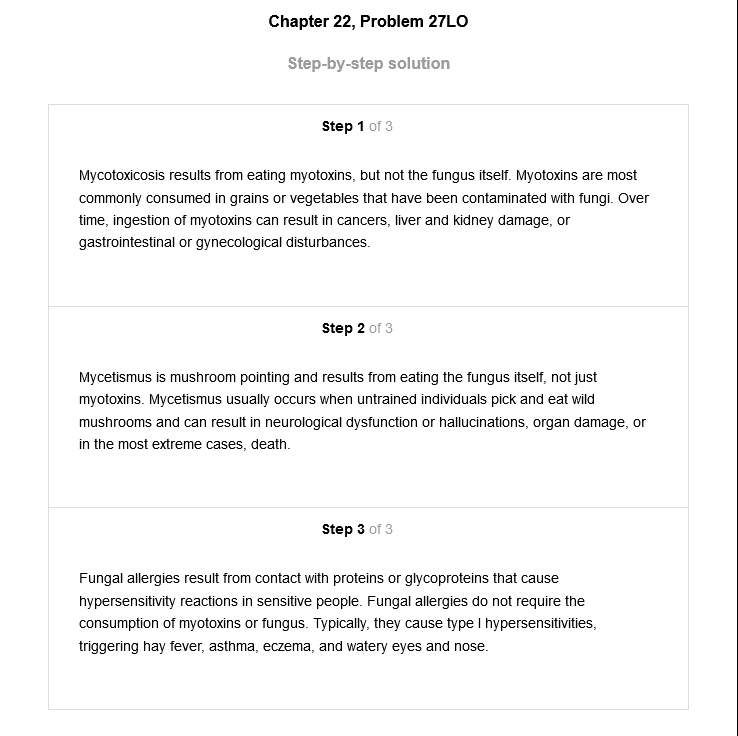 Chapter 22, Problem 27LO
Step-by-step solution
Step 1 of 3
Mycotoxicosis results from eating myotoxins, but not the fungus itself. Myotoxins are most
commonly consumed in grains or vegetables that have been contaminated with fungi. Over
time, ingestion of myotoxins can result in cancers, liver and kidney damage, or
gastrointestinal or gynecological disturbances.
Step 2 of 3
Mycetismus is mushroom pointing and results from eating the fungus itself, not just
myotoxins. Mycetismus usually occurs when untrained individuals pick and eat wild
mushrooms and can result in neurological dysfunction or hallucinations, organ damage, or
in the most extreme cases, death.
Step 3 of 3
Fungal allergies result from contact with proteins or glycoproteins that cause
hypersensitivity reactions in sensitive people. Fungal allergies do not require the
consumption of myotoxins or fungus. Typically, they cause type I hypersensitivities,
triggering hay fever, asthma, eczema, and watery eyes and nose.